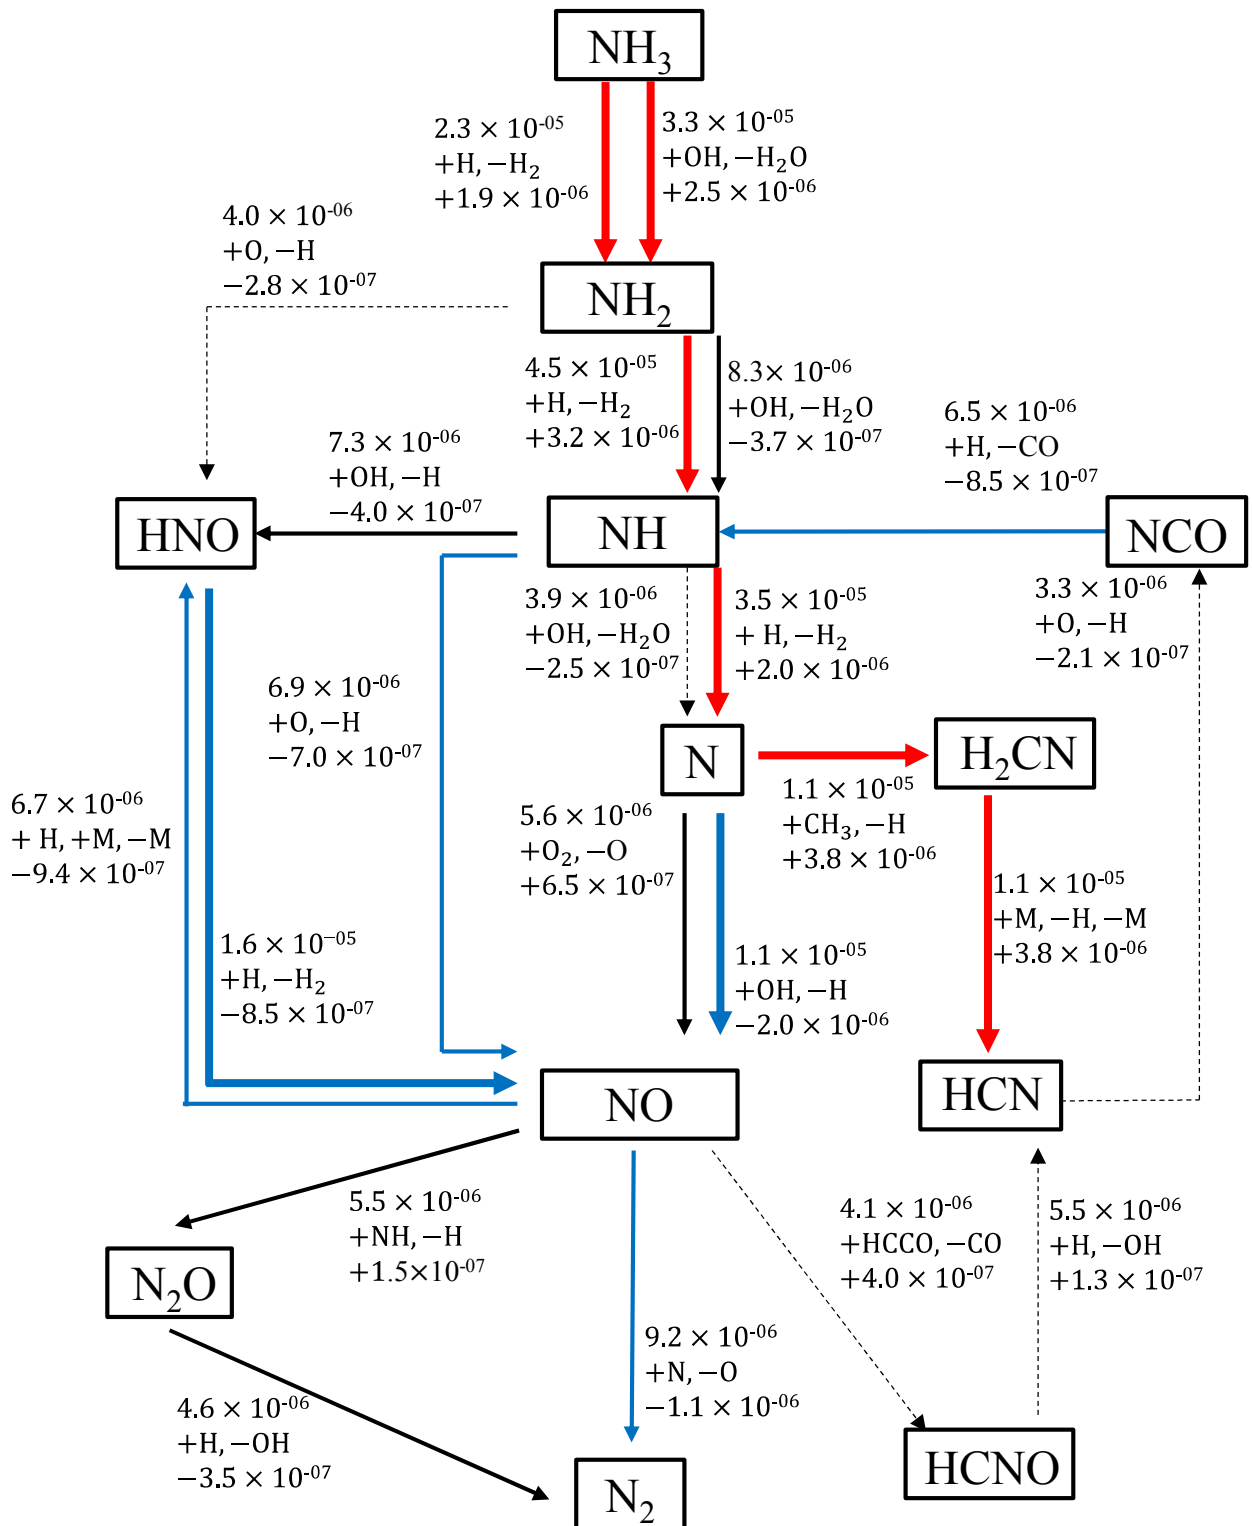 NH₃
2.3 × 10⁻⁰⁵
+H, −H₂
+1.9 × 10⁻⁰⁶
3.3 × 10⁻⁰⁵
+OH, −H₂O
+2.5 × 10⁻⁰⁶
4.0 × 10⁻⁰⁶
+O, −H
−2.8 × 10⁻⁰⁷
NH₂
4.5 × 10⁻⁰⁵
+H, −H₂
+3.2 × 10⁻⁰⁶
8.3× 10⁻⁰⁶
+OH, −H₂O
−3.7 × 10⁻⁰⁷
6.5 × 10⁻⁰⁶
+H, −CO
−8.5 × 10⁻⁰⁷
7.3 × 10⁻⁰⁶
+OH, −H
−4.0 × 10⁻⁰⁷
HNO
NH
NCO
3.9 × 10⁻⁰⁶
+OH, −H₂O
−2.5 × 10⁻⁰⁷
3.5 × 10⁻⁰⁵
+ H, −H₂
+2.0 × 10⁻⁰⁶
3.3 × 10⁻⁰⁶
+O, −H
−2.1 × 10⁻⁰⁷
6.9 × 10⁻⁰⁶
+O, −H
−7.0 × 10⁻⁰⁷
N
H₂CN
6.7 × 10⁻⁰⁶
+ H, +M, −M
−9.4 × 10⁻⁰⁷
5.6 × 10⁻⁰⁶
+O₂, −O
+6.5 × 10⁻⁰⁷
1.1 × 10⁻⁰⁵
+CH₃, −H
+3.8 × 10⁻⁰⁶
1.1 × 10⁻⁰⁵
+M, −H, −M
+3.8 × 10⁻⁰⁶
1.6 × 10⁻⁰⁵
+H, −H₂
−8.5 × 10⁻⁰⁷
1.1 × 10⁻⁰⁵
+OH, −H
−2.0 × 10⁻⁰⁶
NO
HCN
5.5 × 10⁻⁰⁶
+NH, −H
+1.5×10⁻⁰⁷
4.1 × 10⁻⁰⁶
+HCCO, −CO
+4.0 × 10⁻⁰⁷
5.5 × 10⁻⁰⁶
+H, −OH
+1.3 × 10⁻⁰⁷
N₂O
9.2 × 10⁻⁰⁶
+N, −O
−1.1 × 10⁻⁰⁶
4.6 × 10⁻⁰⁶
+H, −OH
−3.5 × 10⁻⁰⁷
N₂
HCNO